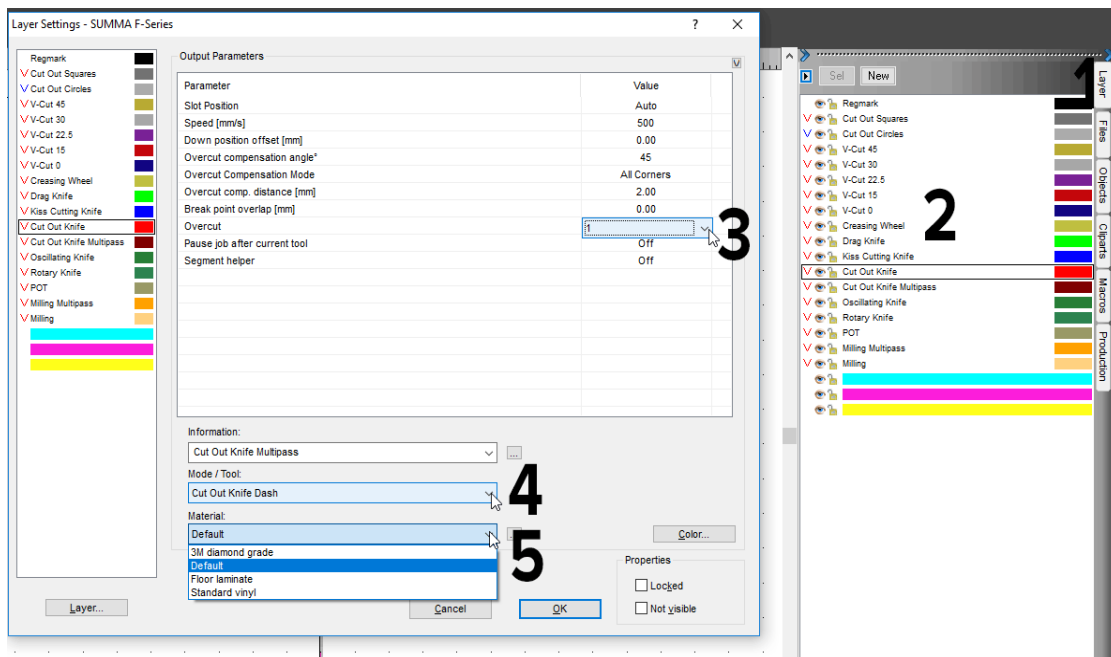 Layer Settings - SUMMA F-Series ? X
Regmark
V Cut Out Squares
V Cut Out Circles
V V-Cut 45
V V-Cut 30
V V-Cut 22.5
V V-Cut 15
V V-Cut 0
V Creasing Wheel
V Drag Knife
V Kiss Cutting Knife
V Cut Out Knife
V Cut Out Knife Multipass
V Oscillating Knife
V Rotary Knife
V POT
V Milling Multipass
V Milling
Layer...
Output Parameters
V
Parameter Value
Slot Position Auto
Speed [mm/s] 500
Down position offset [mm] 0.00
Overcut compensation angle° 45
Overcut Compensation Mode All Corners
Overcut comp. distance [mm] 2.00
Break point overlap [mm] 0.00
Overcut 1
3
Pause job after current tool Off
Segment helper Off
Information:
Cut Out Knife Multipass ...
Mode / Tool:
Cut Out Knife Dash
4
Material:
Default
5
3M diamond grade
Default
Floor laminate
Standard vinyl
Color...
Properties
Locked
Not visible
Cancel OK
Sel New
1
Regmark
V Cut Out Squares
V Cut Out Circles
V V-Cut 45
V V-Cut 30
V V-Cut 22.5
V V-Cut 15
V V-Cut 0
2
V Creasing Wheel
V Drag Knife
V Kiss Cutting Knife
V Cut Out Knife
V Cut Out Knife Multipass
V Oscillating Knife
V Rotary Knife
V POT
V Milling Multipass
V Milling
Layer
Files
Objects
Cliparts
Macros
Production